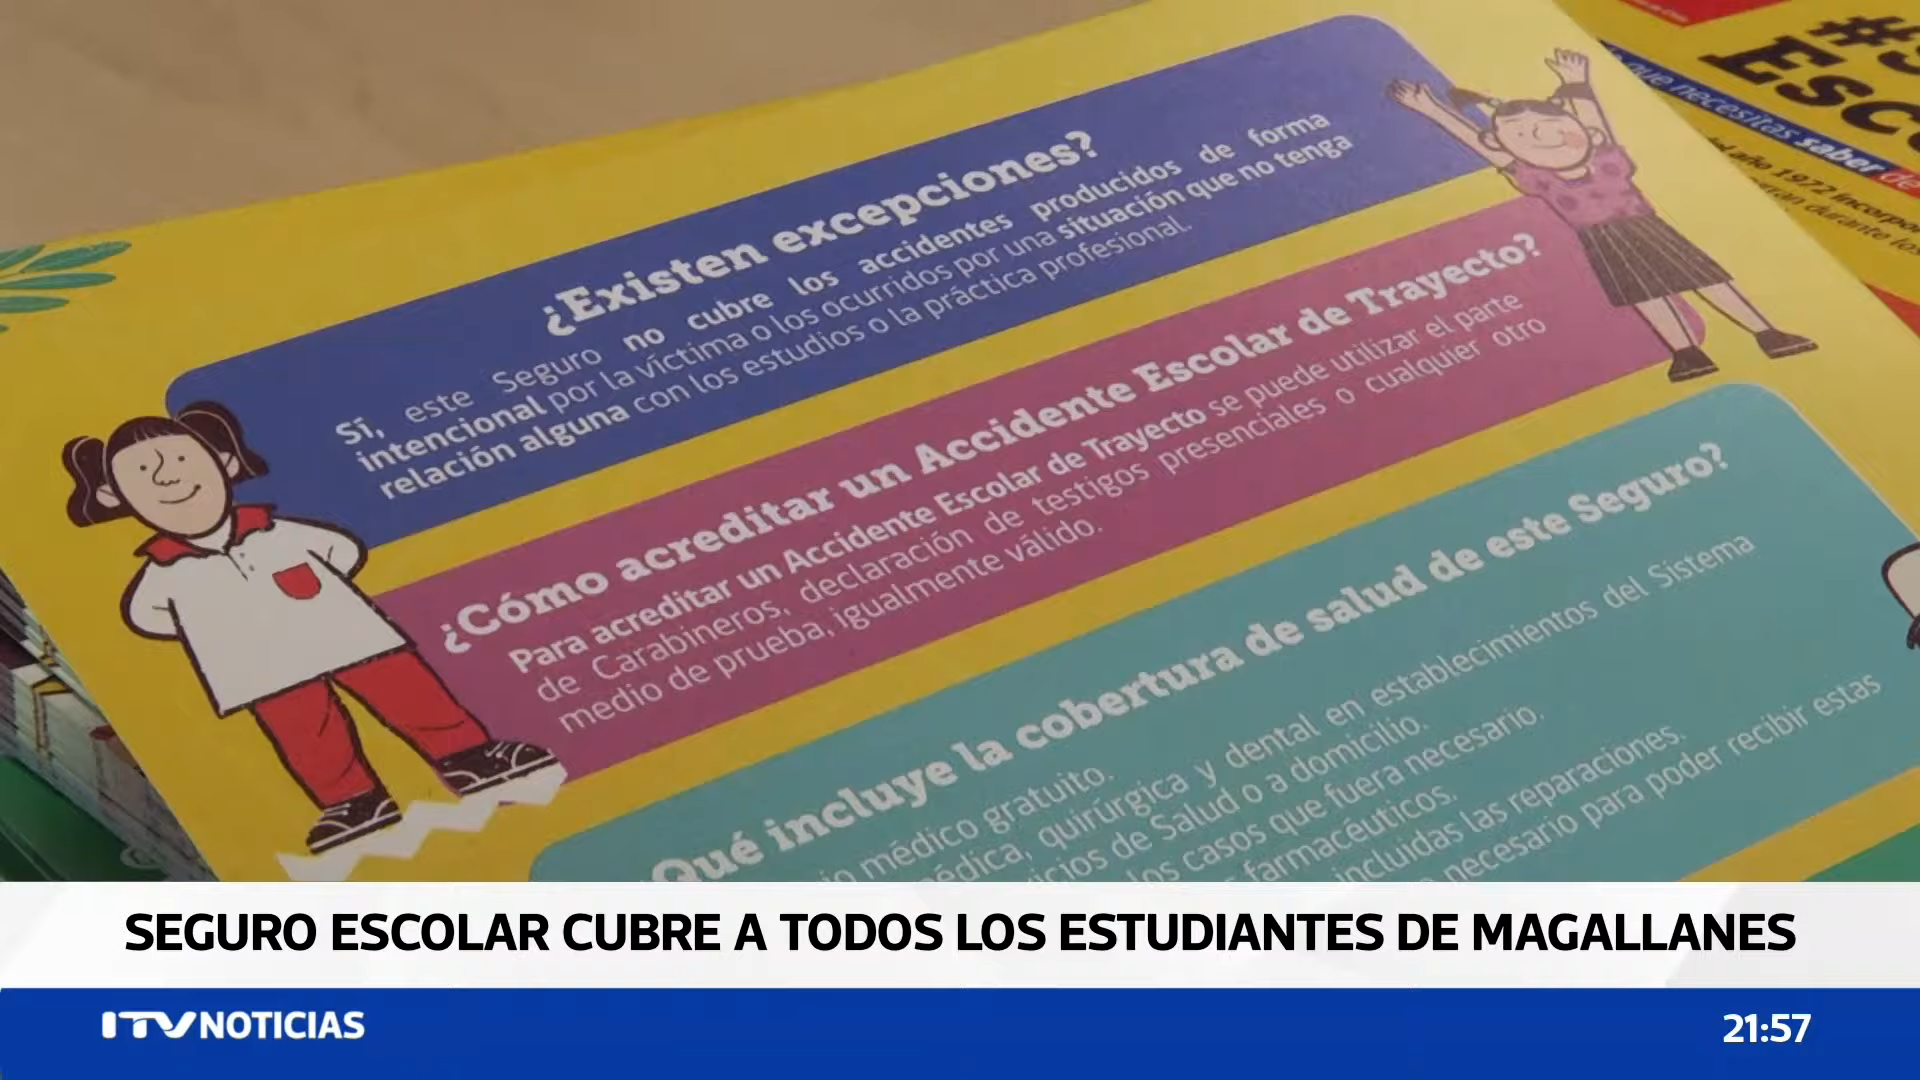 ¿Existen excepciones?
Sí, este Seguro no cubre los accidentes producidos de forma
intencional por la víctima o los ocurridos por una situación que no tenga
relación alguna con los estudios o la práctica profesional.
¿Cómo acreditar un Accidente Escolar de Trayecto?
Para acreditar un Accidente Escolar de Trayecto se puede utilizar el parte
de Carabineros, declaración de testigos presenciales o cualquier otro
medio de prueba, igualmente válido.
Qué incluye la cobertura de salud de este Seguro?
médico gratuito.
médica, quirúrgica y dental en establecimientos del Sistema
Servicios de Salud o a domicilio.
los casos que fuera necesario.
farmacéuticos.
incluidas las reparaciones.
necesario para poder recibir estas
que necesitas saber de
año 1972 incorpor
durante los
SEGURO ESCOLAR CUBRE A TODOS LOS ESTUDIANTES DE MAGALLANES
ITV NOTICIAS
21:57